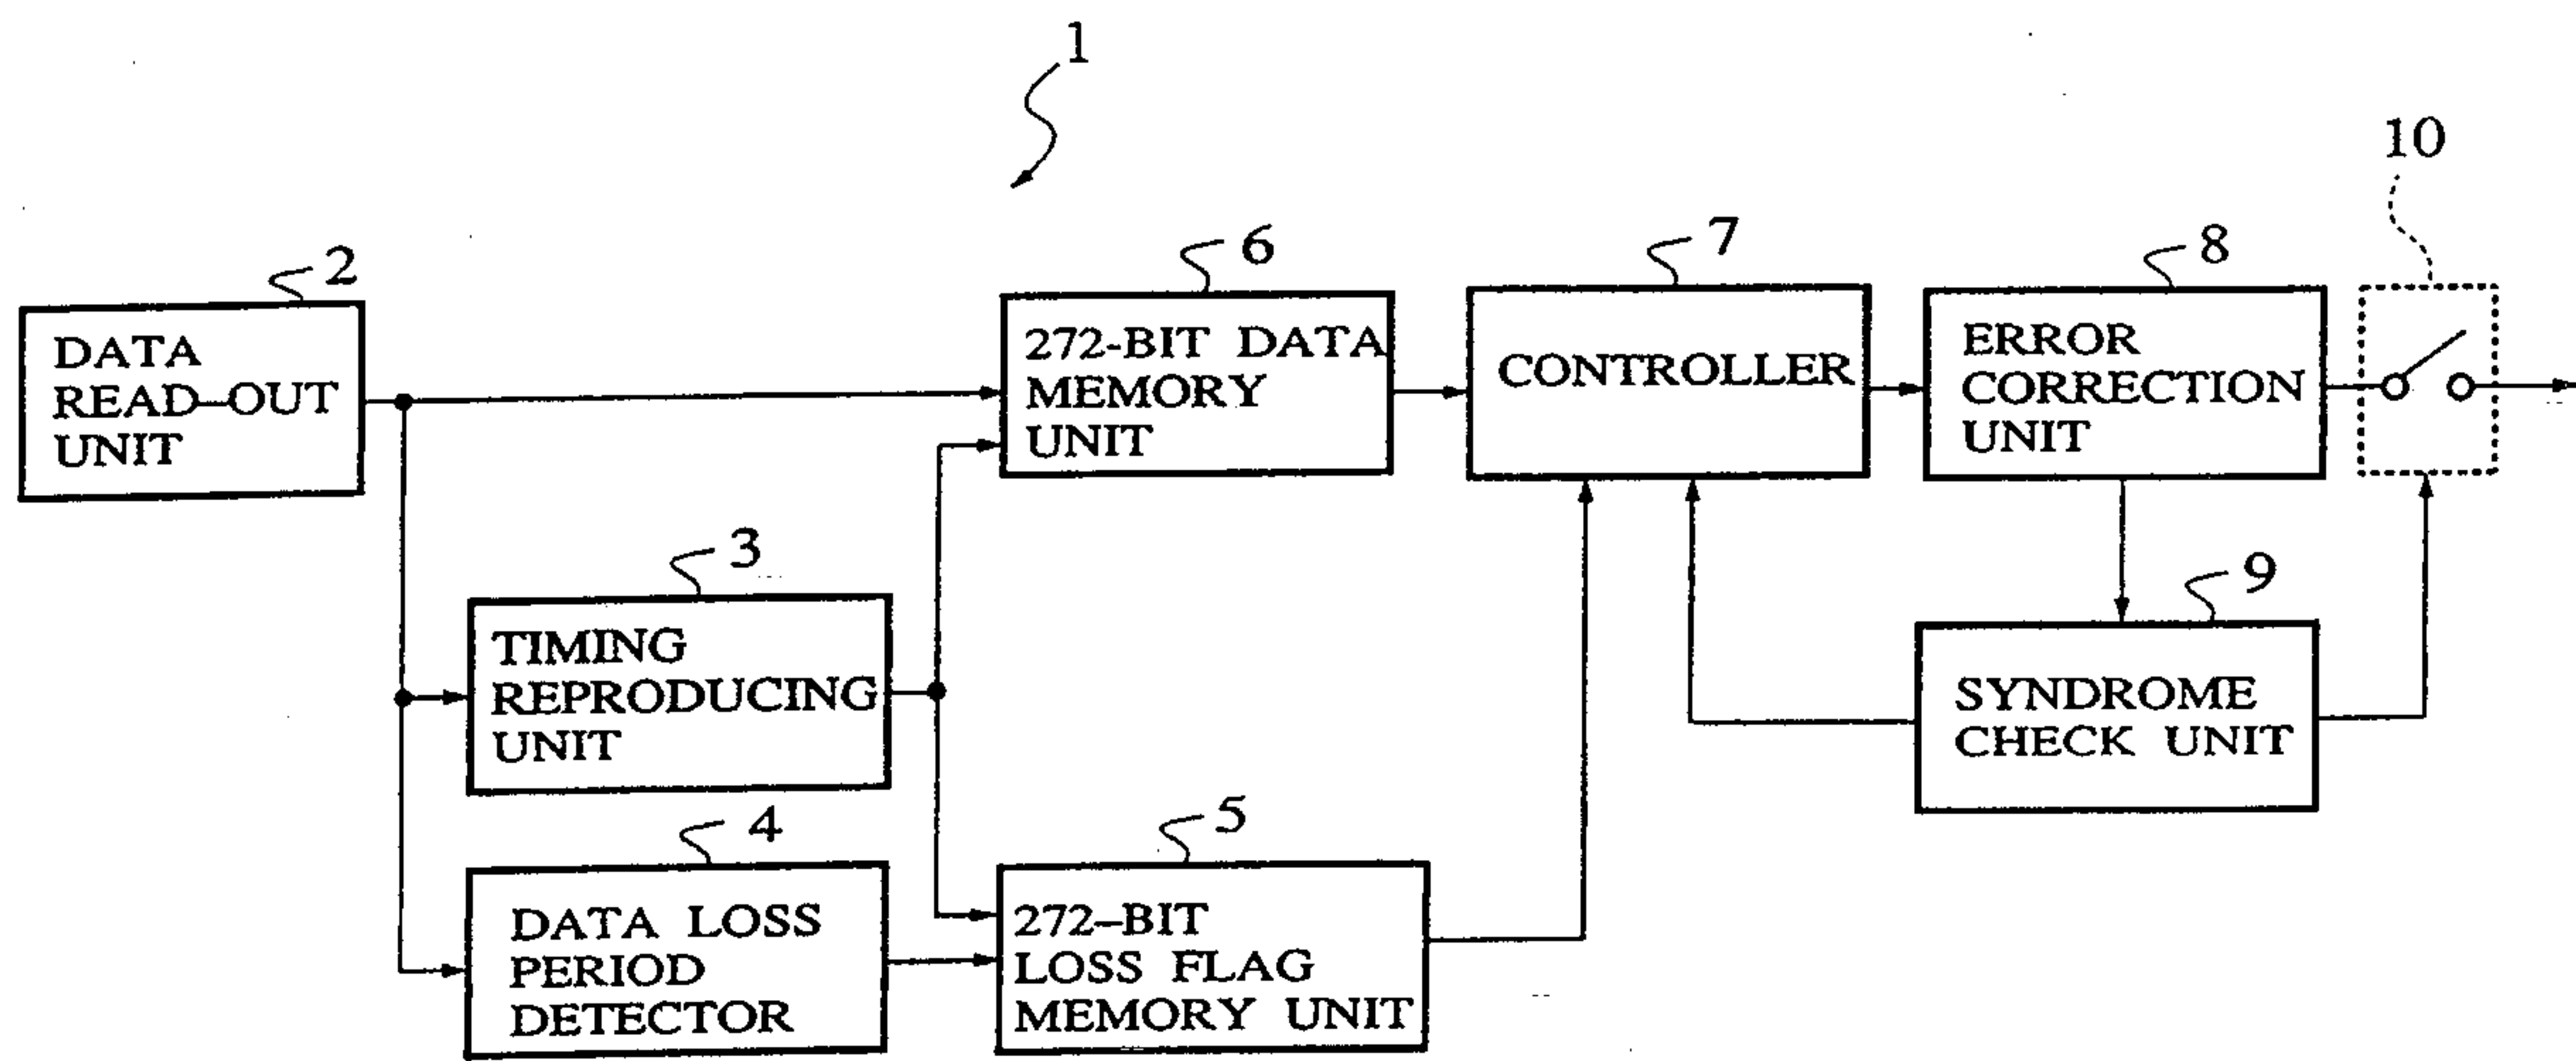 1
10
2
DATA
READ–OUT
UNIT
6
272-BIT DATA
MEMORY
UNIT
7
CONTROLLER
8
ERROR
CORRECTION
UNIT
3
TIMING
REPRODUCING
UNIT
9
SYNDROME
CHECK UNIT
4
DATA LOSS
PERIOD
DETECTOR
5
272–BIT
LOSS FLAG
MEMORY UNIT